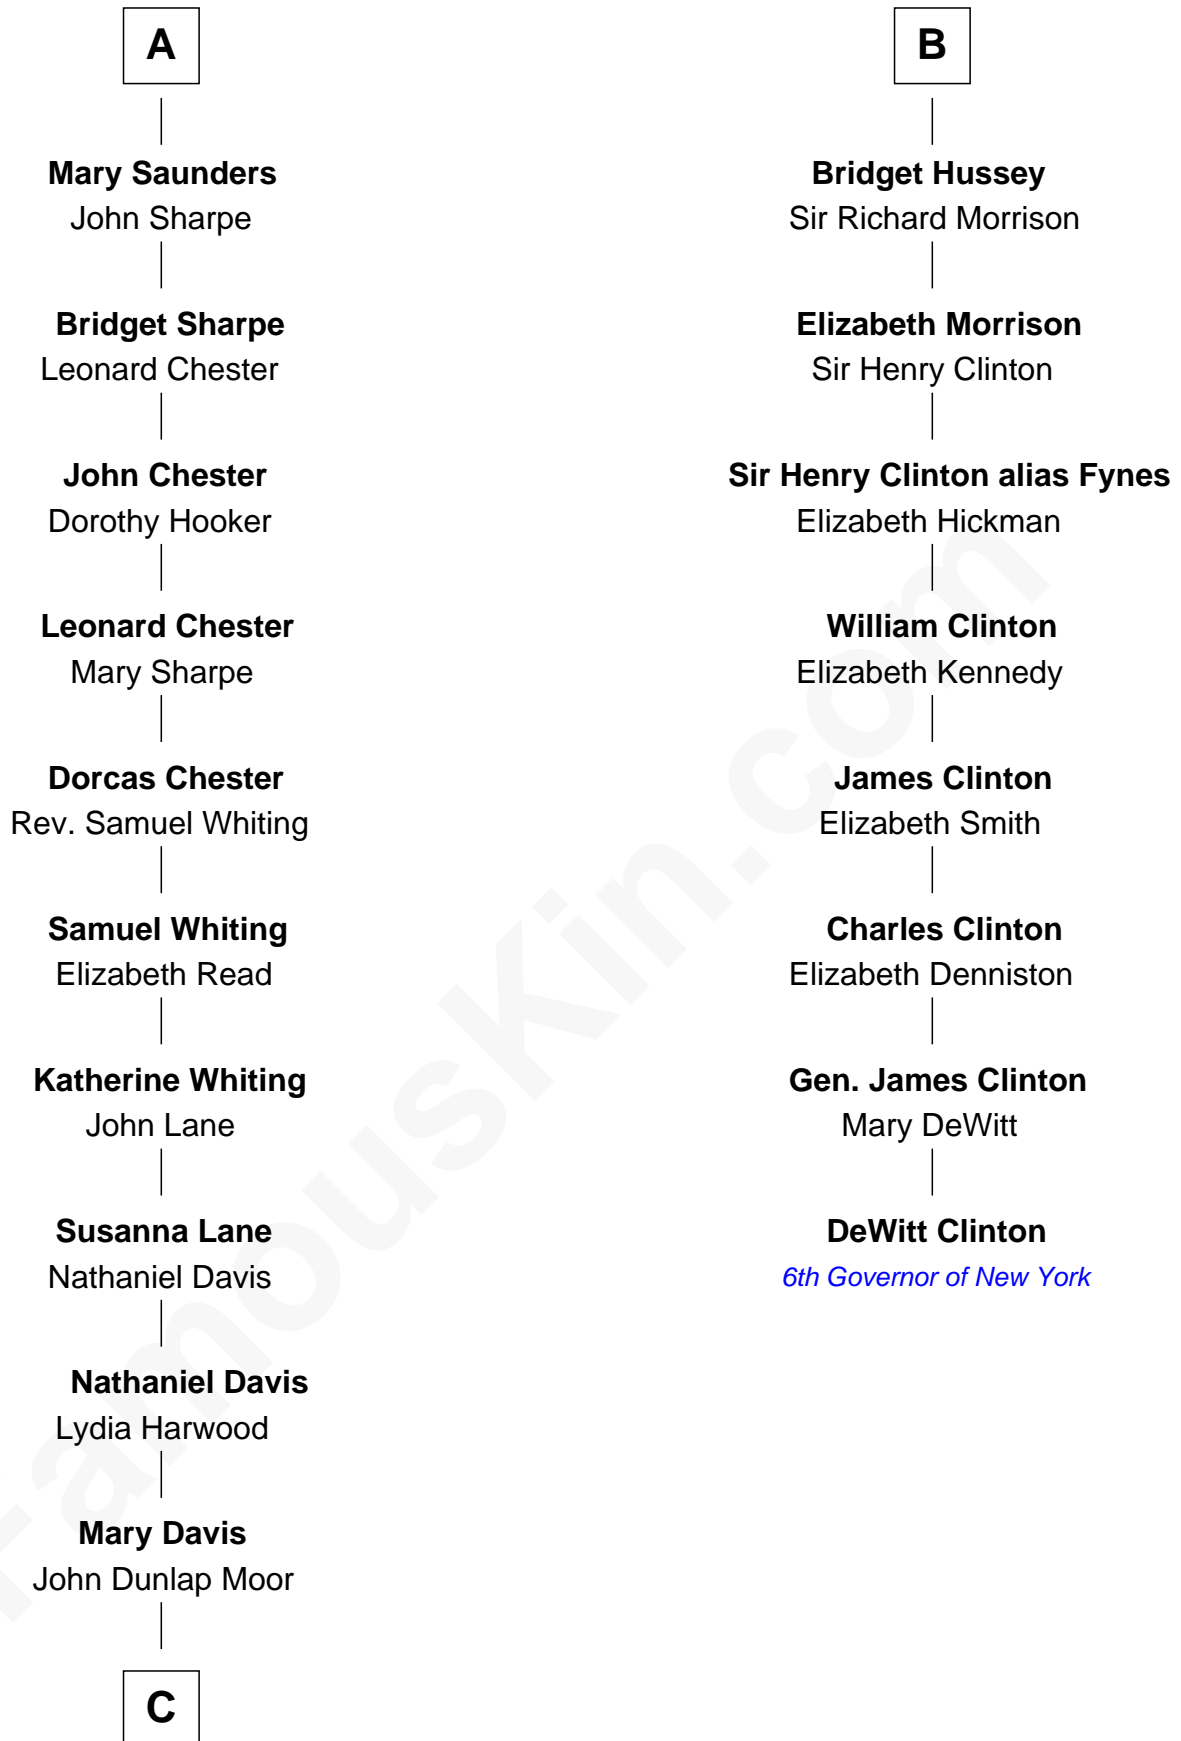 A
Mary Saunders
John Sharpe
Bridget Sharpe
Leonard Chester
John Chester
Dorothy Hooker
Leonard Chester
Mary Sharpe
Dorcas Chester
Rev. Samuel Whiting
Samuel Whiting
Elizabeth Read
Katherine Whiting
John Lane
Susanna Lane
Nathaniel Davis
Nathaniel Davis
Lydia Harwood
Mary Davis
John Dunlap Moor
C
B
Bridget Hussey
Sir Richard Morrison
Elizabeth Morrison
Sir Henry Clinton
Sir Henry Clinton alias Fynes
Elizabeth Hickman
William Clinton
Elizabeth Kennedy
James Clinton
Elizabeth Smith
Charles Clinton
Elizabeth Denniston
Gen. James Clinton
Mary DeWitt
DeWitt Clinton
6th Governor of New York
FamousKin.com